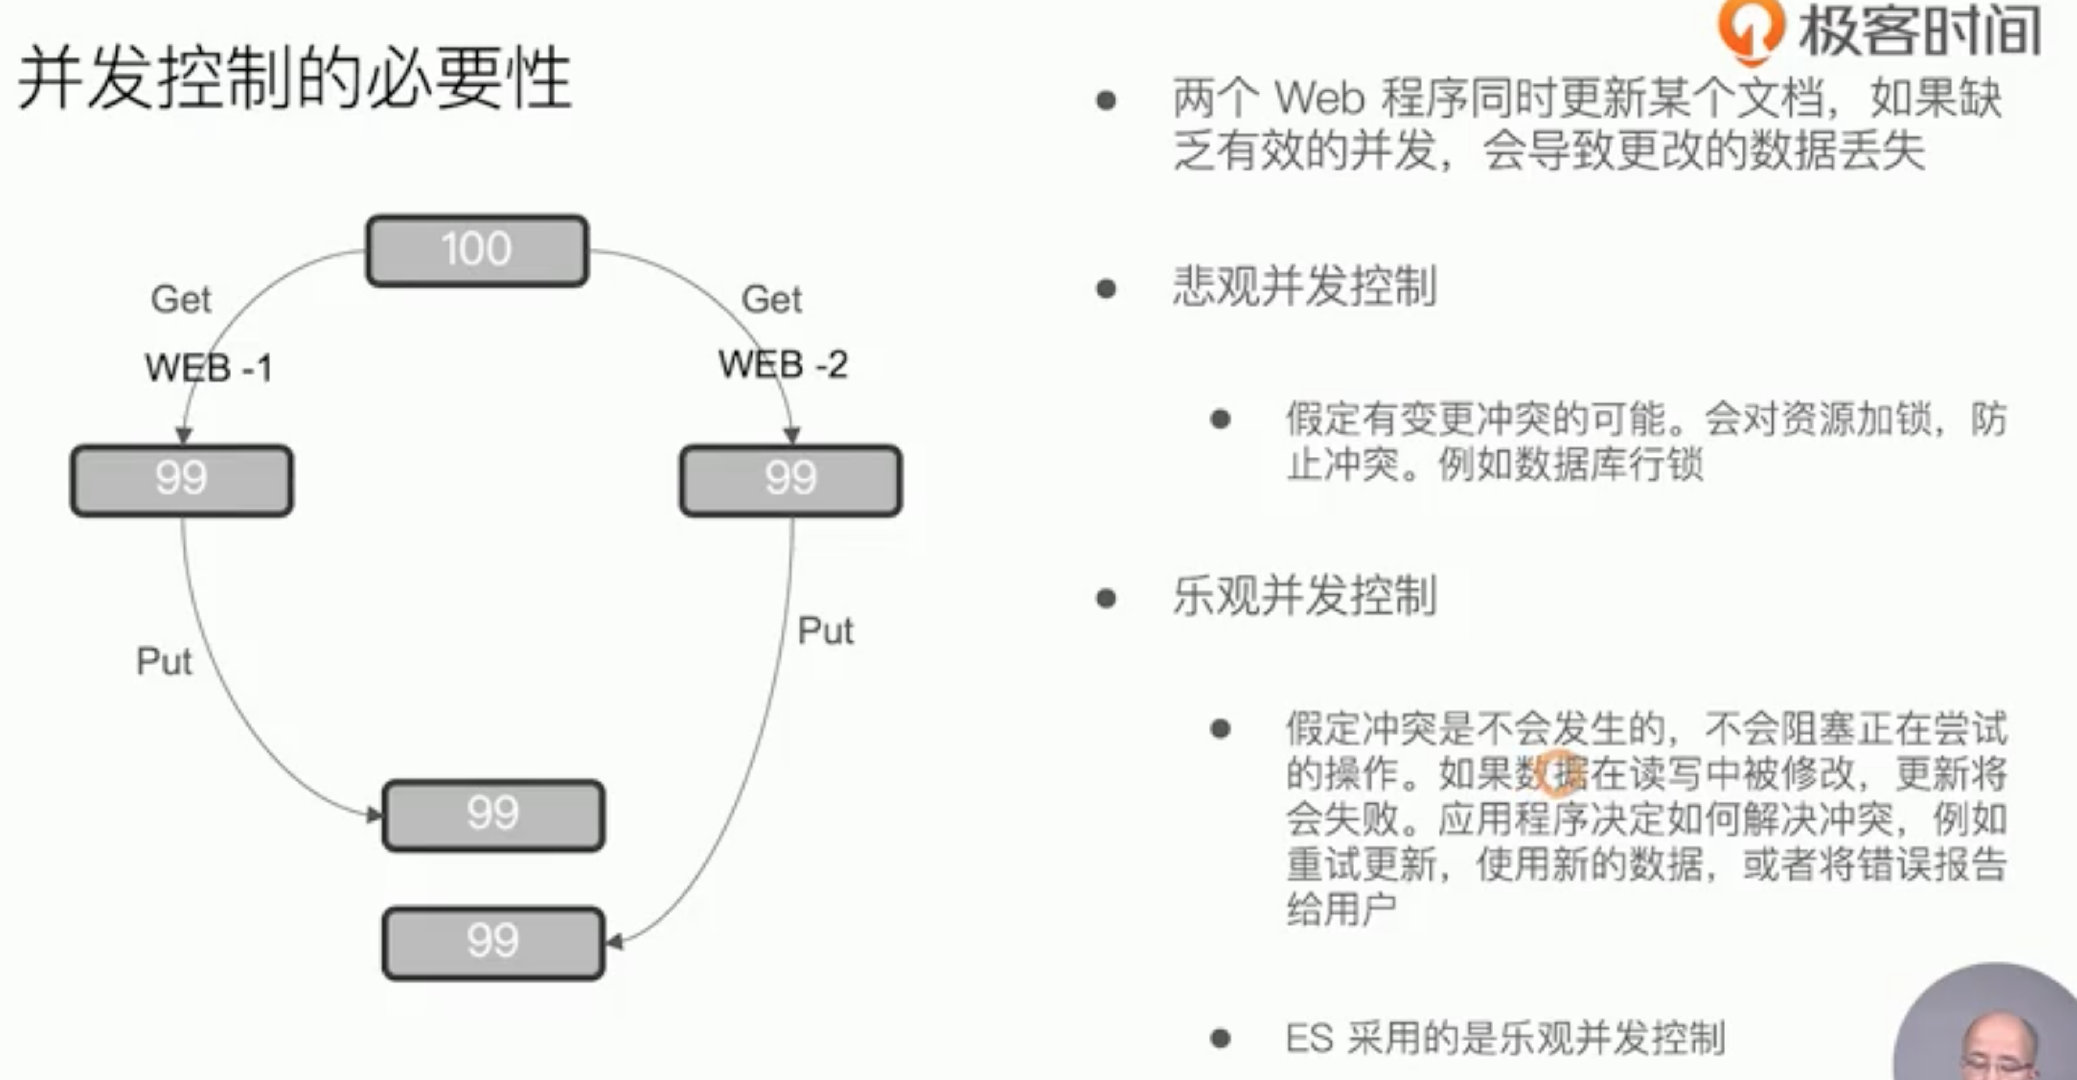 极客时间
并发控制的必要性
100
Get
Get
WEB -1
WEB -2
99
99
Put
Put
99
99
两个 Web 程序同时更新某个文档，如果缺
乏有效的并发，会导致更改的数据丢失
悲观并发控制
假定有变更冲突的可能。会对资源加锁，防
止冲突。例如数据库行锁
乐观并发控制
假定冲突是不会发生的，不会阻塞正在尝试
的操作。如果数据在读写中被修改，更新将
会失败。应用程序决定如何解决冲突，例如
重试更新，使用新的数据，或者将错误报告
给用户
ES 采用的是乐观并发控制